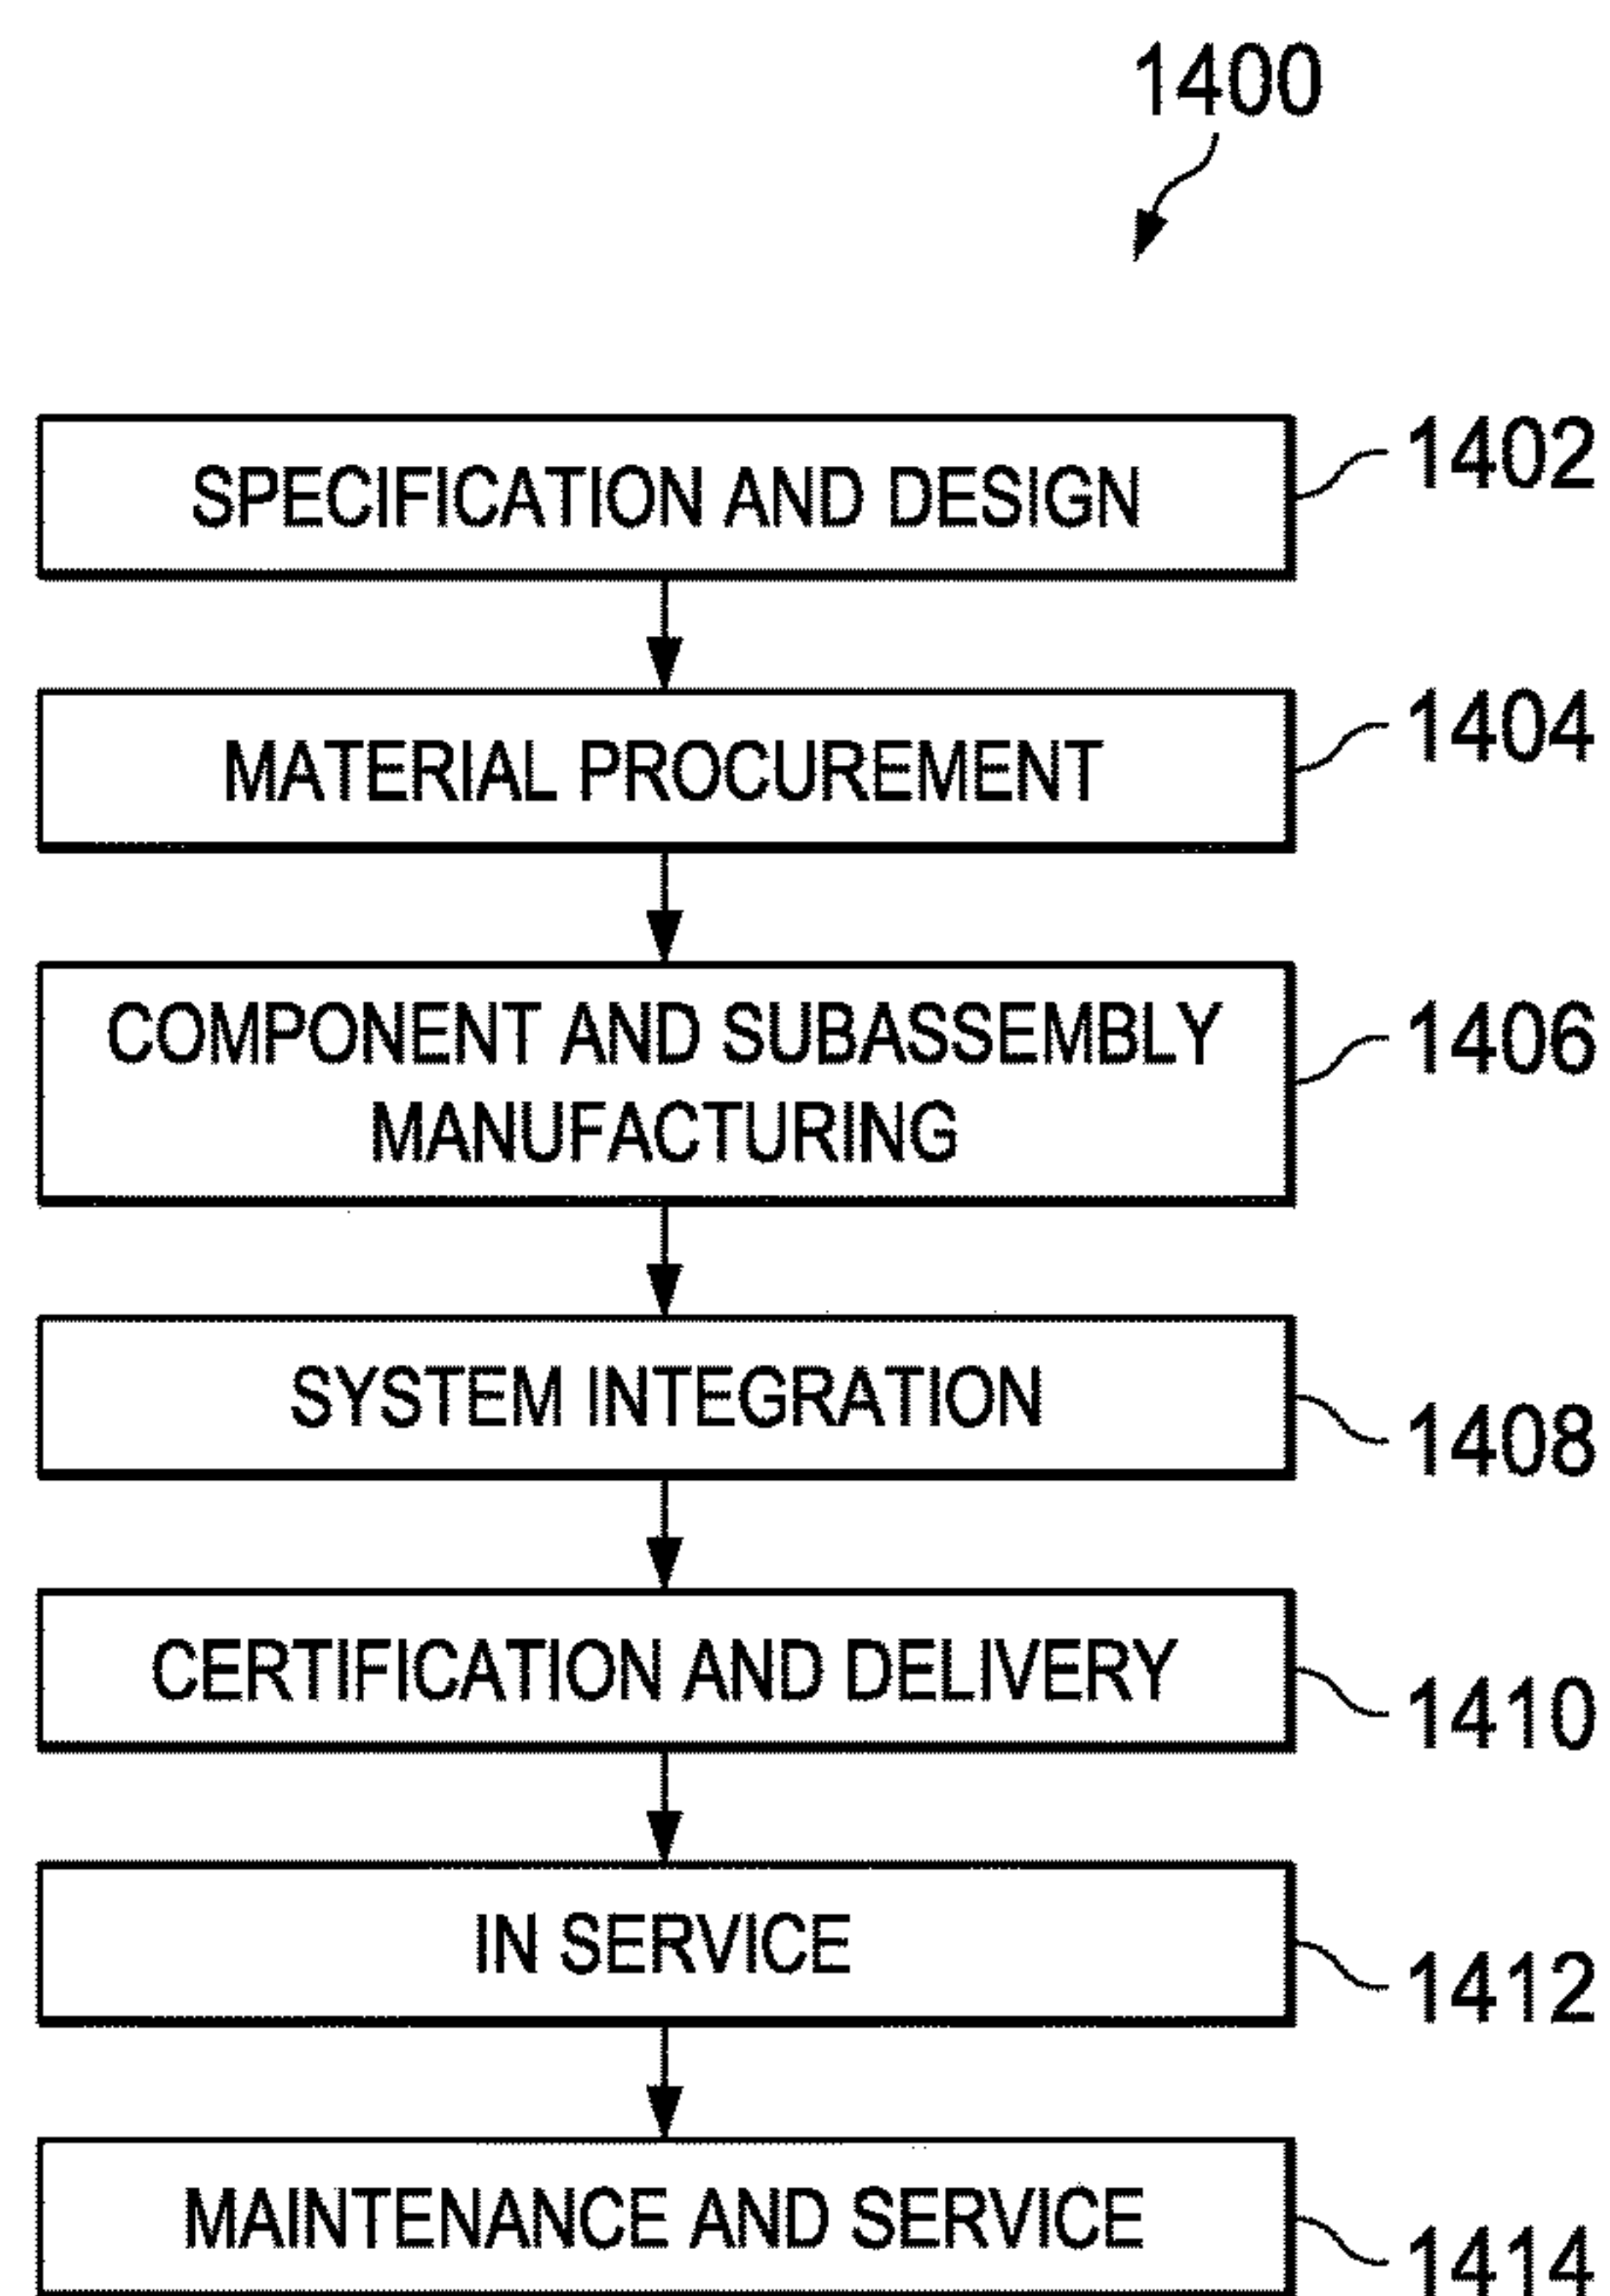 1400
SPECIFICATION AND DESIGN
1402
MATERIAL PROCUREMENT
1404
COMPONENT AND SUBASSEMBLY
MANUFACTURING
1406
SYSTEM INTEGRATION
1408
CERTIFICATION AND DELIVERY
1410
IN SERVICE
1412
MAINTENANCE AND SERVICE
1414